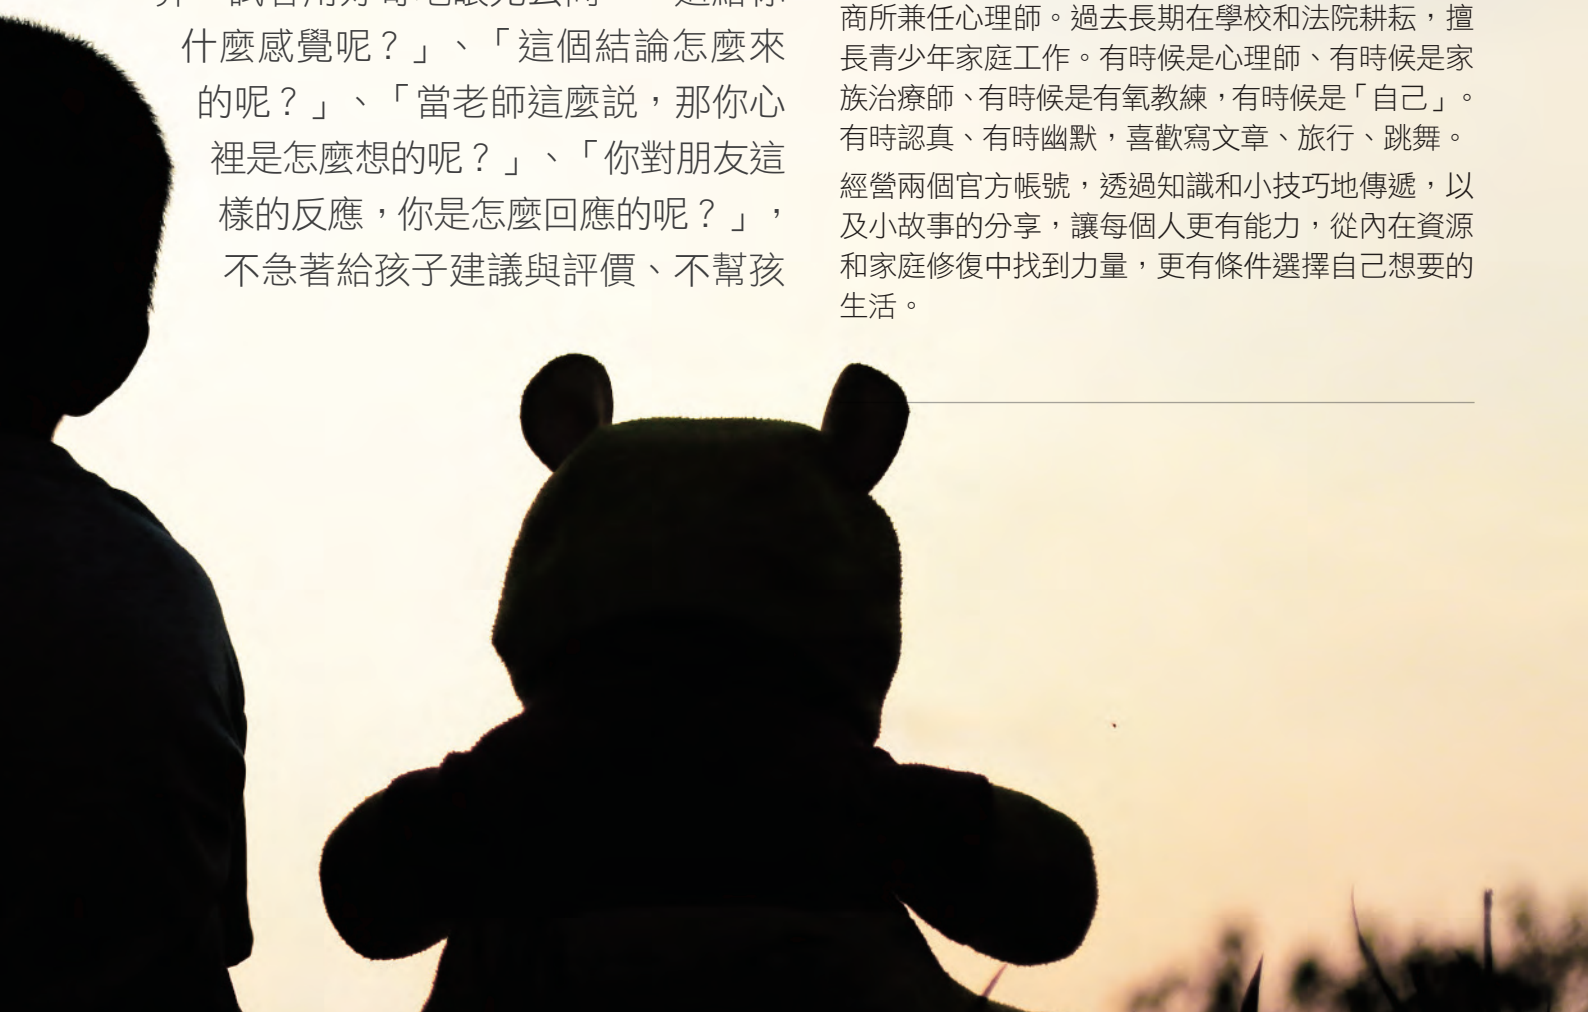 什麼感覺呢？」、「這個結論怎麼來
的呢？」、「當老師這麼說，那你心
裡是怎麼想的呢？」、「你對朋友這
樣的反應，你是怎麼回應的呢？」，
不急著給孩子建議與評價、不幫孩
商所兼任心理師。過去長期在學校和法院耕耘，擅
長青少年家庭工作。有時候是心理師、有時候是家
族治療師、有時候是有氧教練，有時候是「自己」。
有時認真、有時幽默，喜歡寫文章、旅行、跳舞。
經營兩個官方帳號，透過知識和小技巧地傳遞，以
及小故事的分享，讓每個人更有能力，從內在資源
和家庭修復中找到力量，更有條件選擇自己想要的
生活。